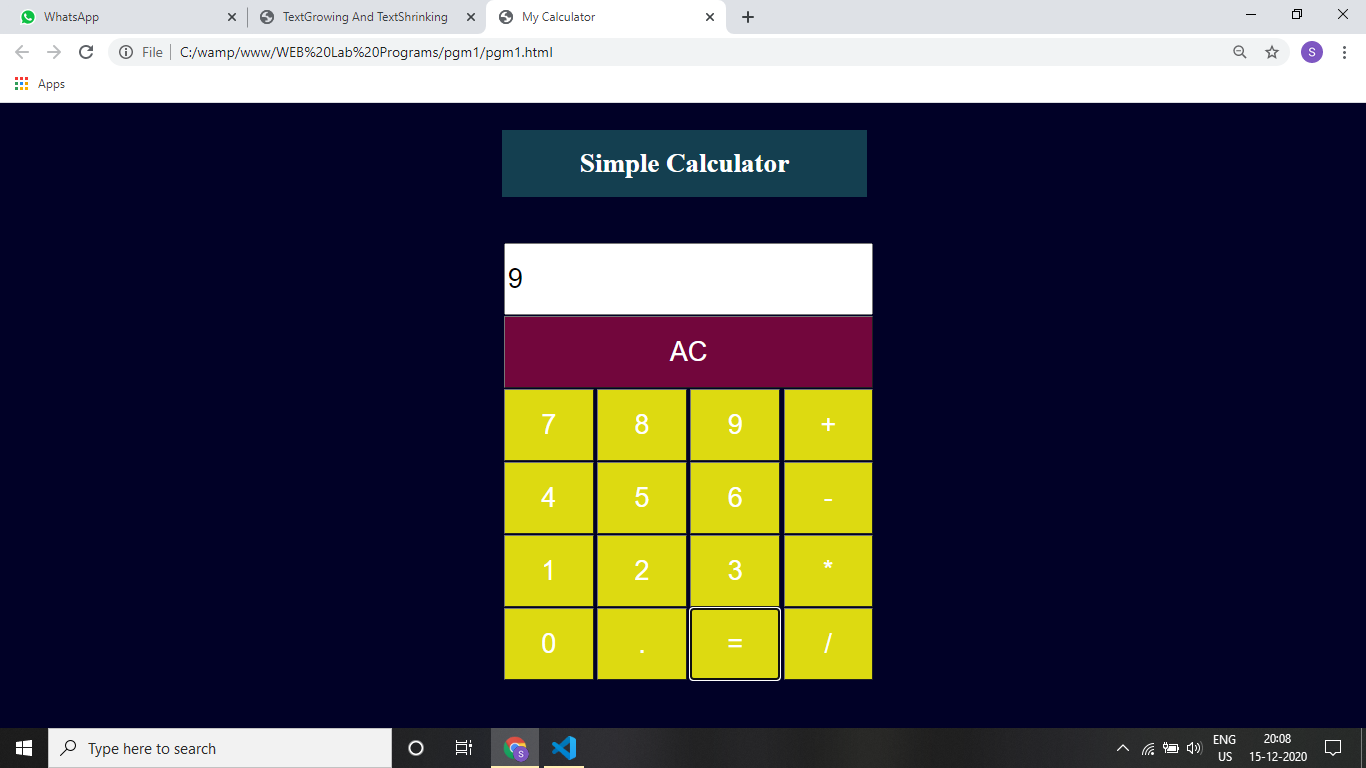 WhatsApp
TextGrowing And TextShrinking
My Calculator
File
C:/wamp/www/WEB%20Lab%20Programs/pgm1/pgm1.html
S
Apps
Simple Calculator
9
AC
7 8 9 +
4 5 6 -
1 2 3 *
0 . = /
Type here to search
S
ENG
US
20:08
15-12-2020